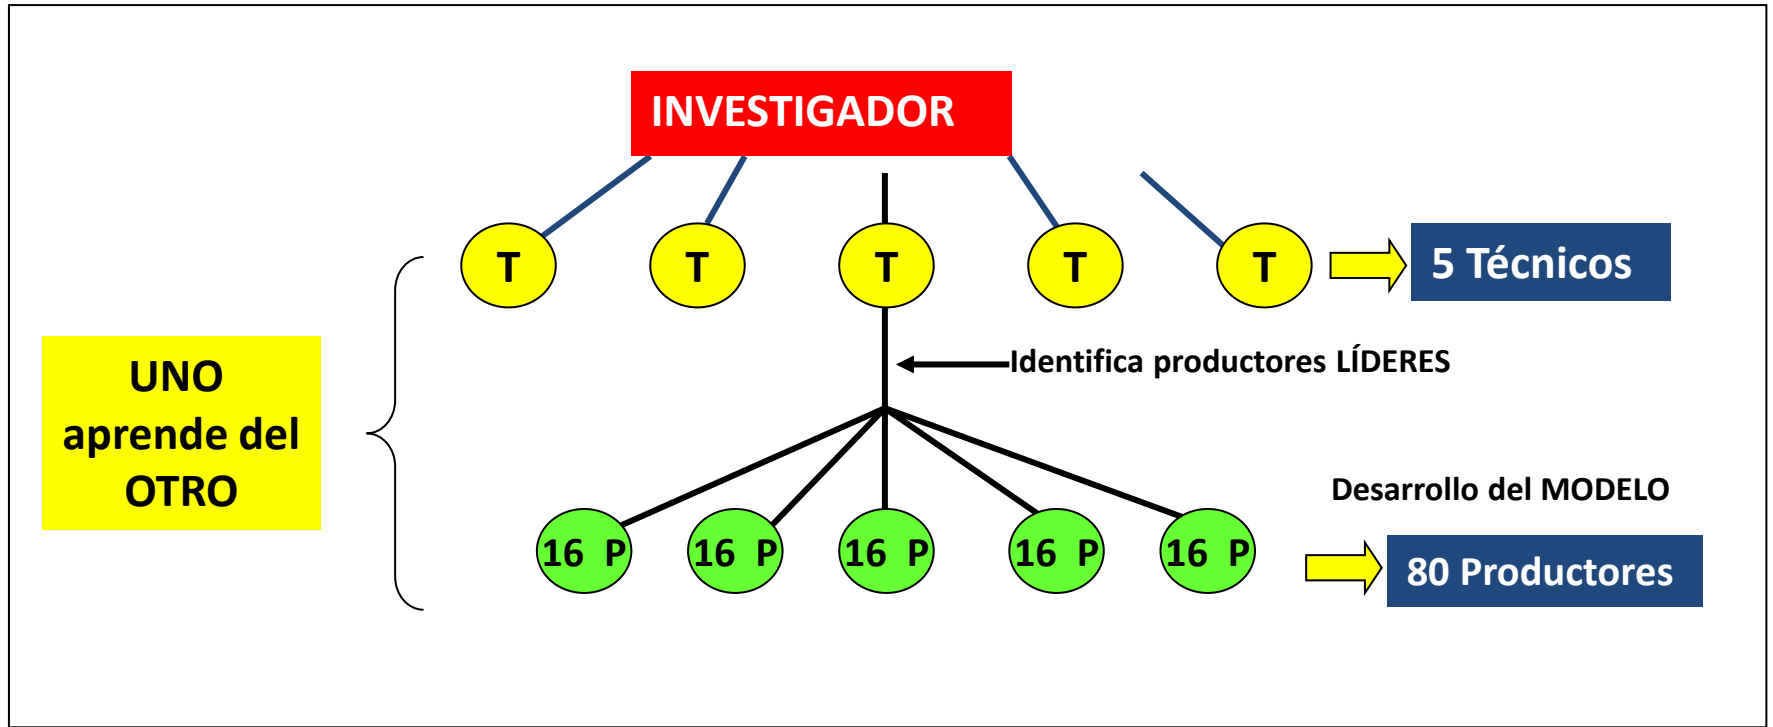 INVESTIGADOR
T
T
T
T
T
5 Técnicos
Identifica productores LÍDERES
UNO
aprende del
OTRO
Desarrollo del MODELO
16 P
16 P
16 P
16 P
16 P
80 Productores